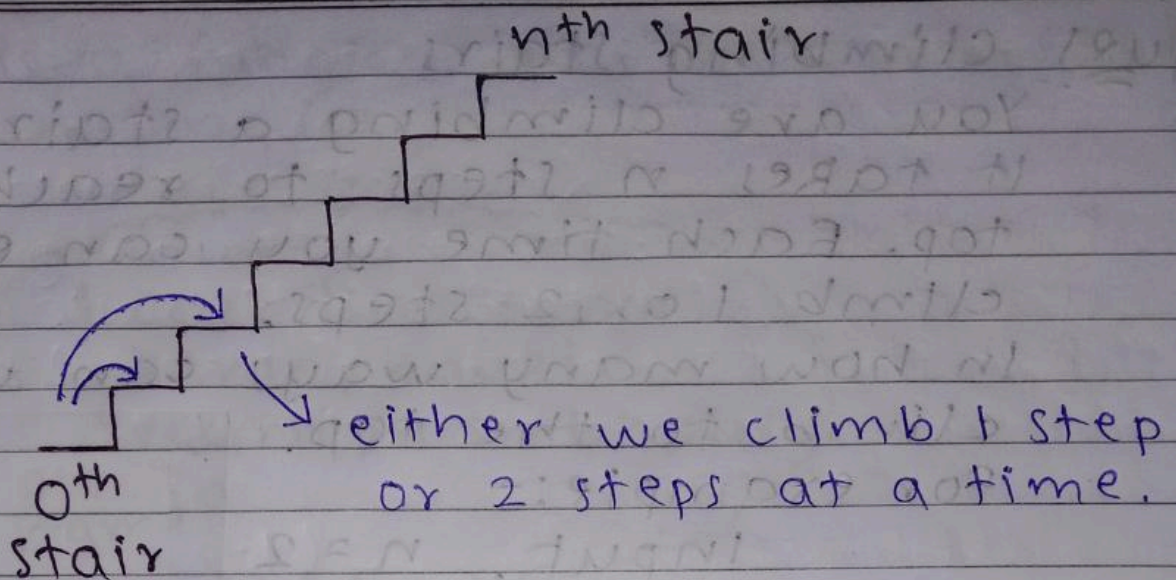 nth stair
either we climb 1 step
or 2 steps at a time.
0th
stair